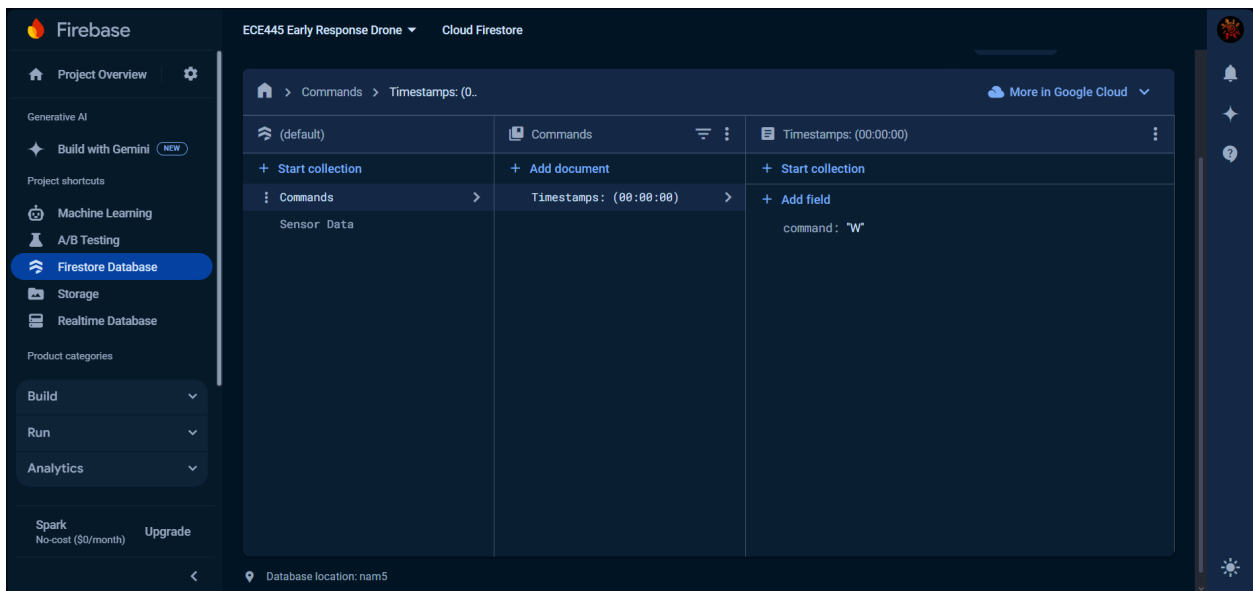 Firebase
ECE445 Early Response Drone
Cloud Firestore
Project Overview
Generative AI
Build with Gemini NEW
Project shortcuts
Machine Learning
A/B Testing
Firestore Database
Storage
Realtime Database
Product categories
Build
Run
Analytics
Spark
No-cost ($0/month)
Upgrade
> Commands > Timestamps: (0..
More in Google Cloud
(default)
+ Start collection
Commands
Sensor Data
Commands
+ Add document
Timestamps: (00:00:00)
Timestamps: (00:00:00)
+ Start collection
+ Add field
command: "W"
Database location: nam5